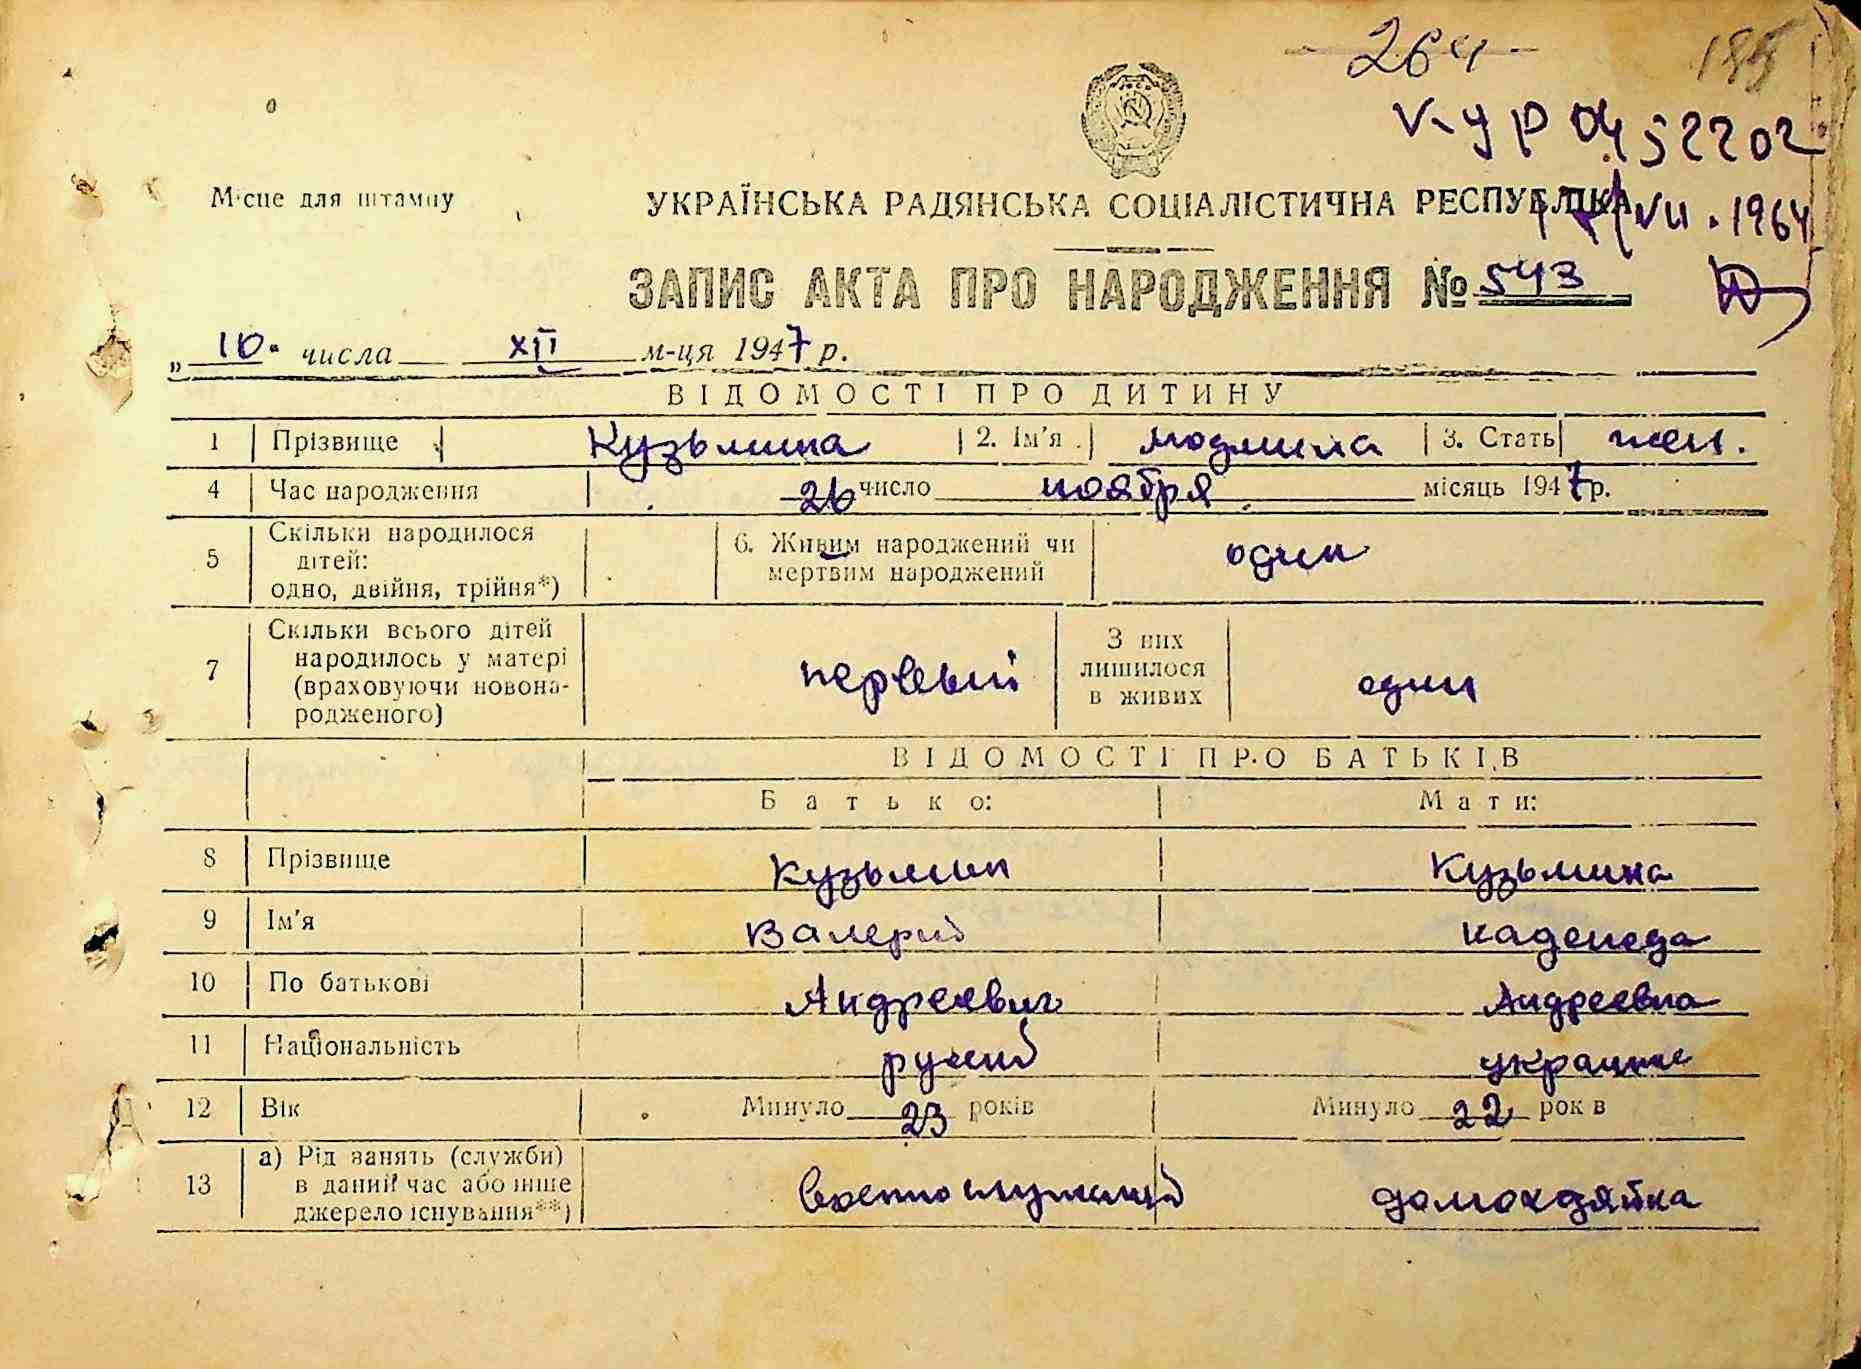 264
185
V-УР 0452202
VII. 1964
Місце для штампу
УКРАЇНСЬКА РАДЯНСЬКА СОЦІАЛІСТИЧНА РЕСПУБЛІКА
ЗАПИС АКТА ПРО НАРОДЖЕННЯ № 543
„ 10. числа XII м-ця 1947 р.
ВІДОМОСТІ ПРО ДИТИНУ
1 Прізвище Кузьмина 2. Ім'я Людмила 3. Стать жен.
4 Час народження 26 число ноября місяць 1947 р.
5 Скільки народилося дітей: одно, двійня, трійня*) 6. Живим народжений чи мертвим народжений один
7 Скільки всього дітей народилось у матері (враховуючи новонародженого) первый З них лишилося в живих один
ВІДОМОСТІ ПРО БАТЬКІВ
Батько: Мати:
8 Прізвище Кузьмин Кузьмина
9 Ім'я Валерий Надежда
10 По батькові Андреевич Андреевна
11 Національність русский
12 Вік Минуло 23 років Минуло 22 рок в
13 а) Рід занять (служби) в даний час або інше джерело існування**) военнослужащий домохозяйка